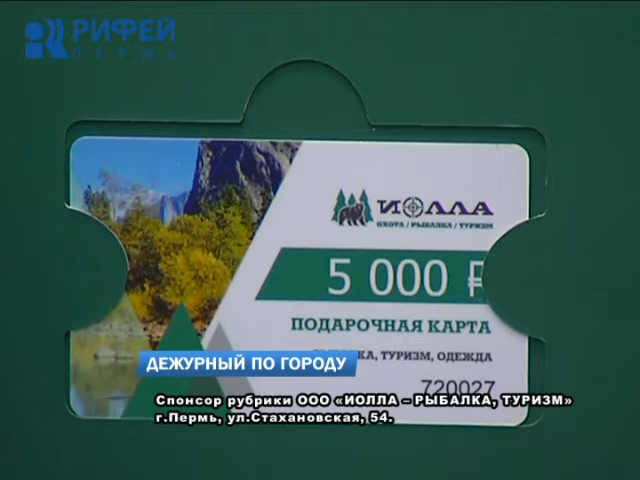 РИФЕЙ
ПЕРМЬ
ИОЛЛА
ОХОТА / РЫБАЛКА / ТУРИЗМ
5 000 ₽
ПОДАРОЧНАЯ КАРТА
ТУРИЗМ, ОДЕЖДА
720027
ДЕЖУРНЫЙ ПО ГОРОДУ
Спонсор рубрики ООО «ИОЛЛА – РЫБАЛКА, ТУРИЗМ»
г.Пермь, ул.Стахановская, 54.